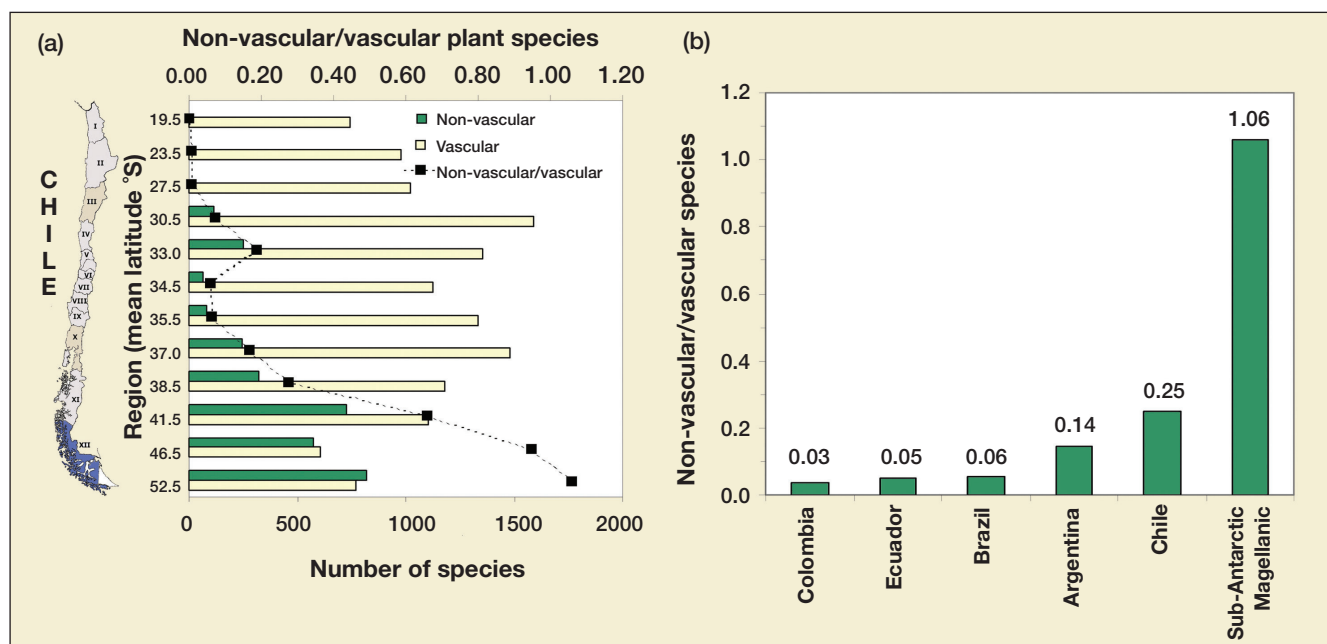 (a)
Non-vascular/vascular plant species
0.00 0.20 0.40 0.60 0.80 1.00 1.20
CHILE
I
II
III
IV
V
VI
VII
VIII
IX
X
XI
XII
Region (mean latitude °S)
19.5
23.5
27.5
30.5
33.0
34.5
35.5
37.0
38.5
41.5
46.5
52.5
Non-vascular
Vascular
Non-vascular/vascular
0 500 1000 1500 2000
Number of species
(b)
Non-vascular/vascular species
1.2
1.0
0.8
0.6
0.4
0.2
0.0
0.03
0.05
0.06
0.14
0.25
1.06
Colombia
Ecuador
Brazil
Argentina
Chile
Sub-Antarctic
Magellanic